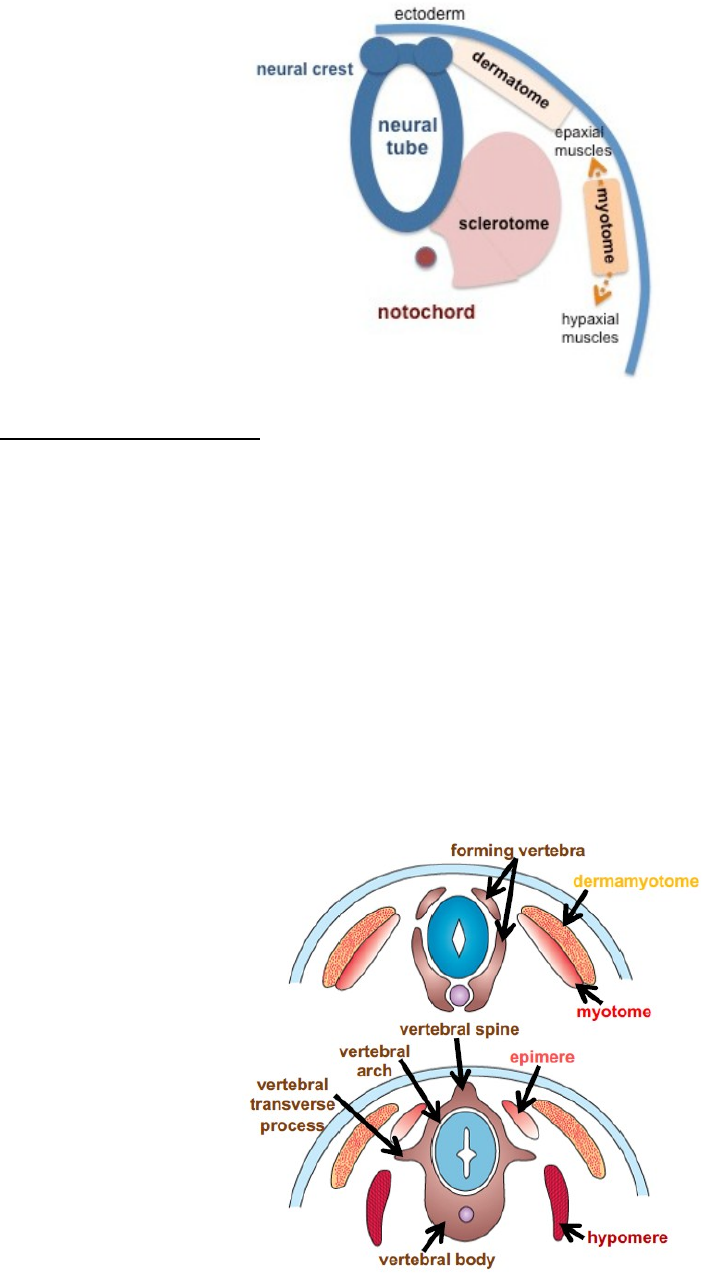 ectoderm
neural crest
dermatome
neural
tube
epaxial
muscles
myotome
sclerotome
notochord
hypaxial
muscles
forming vertebra
dermamyotome
myotome
vertebral spine
vertebral
arch
epimere
vertebral
transverse
process
hypomere
vertebral body